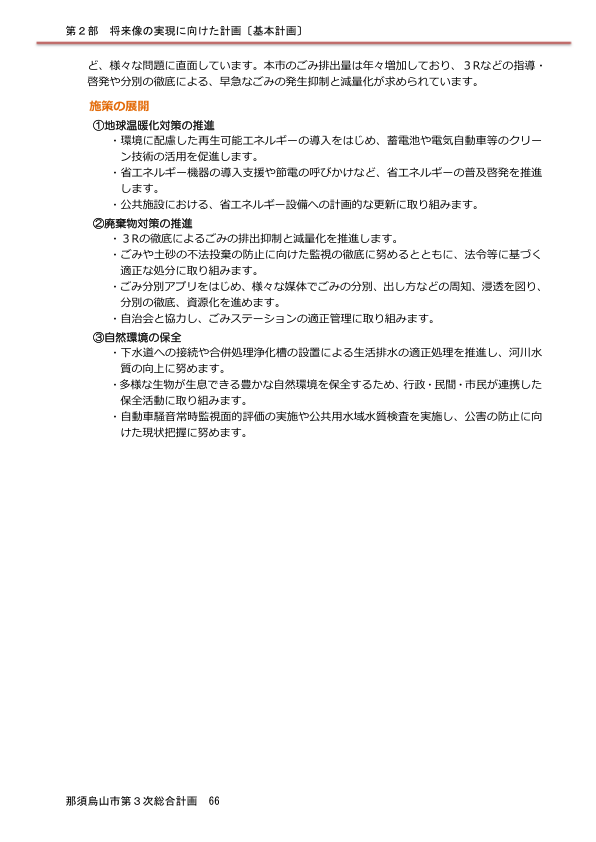 第２部　将来像の実現に向けた計画〔基本計画〕
ど、様々な問題に直面しています。本市のごみ排出量は年々増加しており、３Rなどの指導・
啓発や分別の徹底による、早急なごみの発生抑制と減量化が求められています。
施策の展開
①地球温暖化対策の推進
・環境に配慮した再生可能エネルギーの導入をはじめ、蓄電池や電気自動車等のクリー
ン技術の活用を促進します。
・省エネルギー機器の導入支援や節電の呼びかけなど、省エネルギーの普及啓発を推進
します。
・公共施設における、省エネルギー設備への計画的な更新に取り組みます。
②廃棄物対策の推進
・３Rの徹底によるごみの排出抑制と減量化を推進します。
・ごみや土砂の不法投棄の防止に向けた監視の徹底に努めるとともに、法令等に基づく
適正な処分に取り組みます。
・ごみ分別アプリをはじめ、様々な媒体でごみの分別、出し方などの周知、浸透を図り、
分別の徹底、資源化を進めます。
・自治会と協力し、ごみステーションの適正管理に取り組みます。
③自然環境の保全
・下水道への接続や合併処理浄化槽の設置による生活排水の適正処理を推進し、河川水
質の向上に努めます。
・多様な生物が生息できる豊かな自然環境を保全するため、行政・民間・市民が連携した
保全活動に取り組みます。
・自動車騒音常時監視面的評価の実施や公共用水域水質検査を実施し、公害の防止に向
けた現状把握に努めます。
那須烏山市第３次総合計画　66